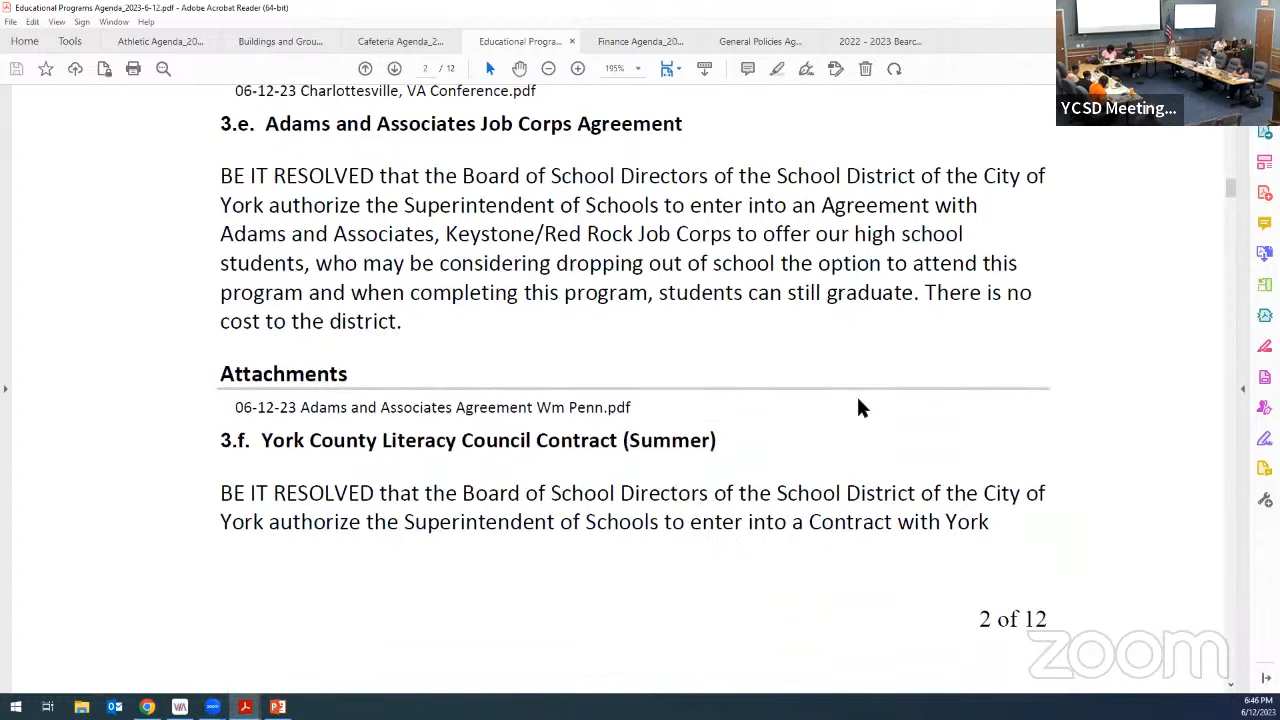 Educational Programs Agenda_2023-6-12.pdf - Adobe Acrobat Reader (64-bit)
File Edit View Sign Window Help
Home Tools Athletic Agenda_20... Buildings and Grou... Cafeteria Agenda_2... Educational Progra... × Finance Agenda_20... General Policies Ag... 2022 - 2023 Bearc...
2 / 12 195%
YCSD Meeting...
06-12-23 Charlottesville, VA Conference.pdf
3.e. Adams and Associates Job Corps Agreement
BE IT RESOLVED that the Board of School Directors of the School District of the City of
York authorize the Superintendent of Schools to enter into an Agreement with
Adams and Associates, Keystone/Red Rock Job Corps to offer our high school
students, who may be considering dropping out of school the option to attend this
program and when completing this program, students can still graduate. There is no
cost to the district.
Attachments
06-12-23 Adams and Associates Agreement Wm Penn.pdf
3.f. York County Literacy Council Contract (Summer)
BE IT RESOLVED that the Board of School Directors of the School District of the City of
York authorize the Superintendent of Schools to enter into a Contract with York
2 of 12
zoom
6:46 PM
6/12/2023